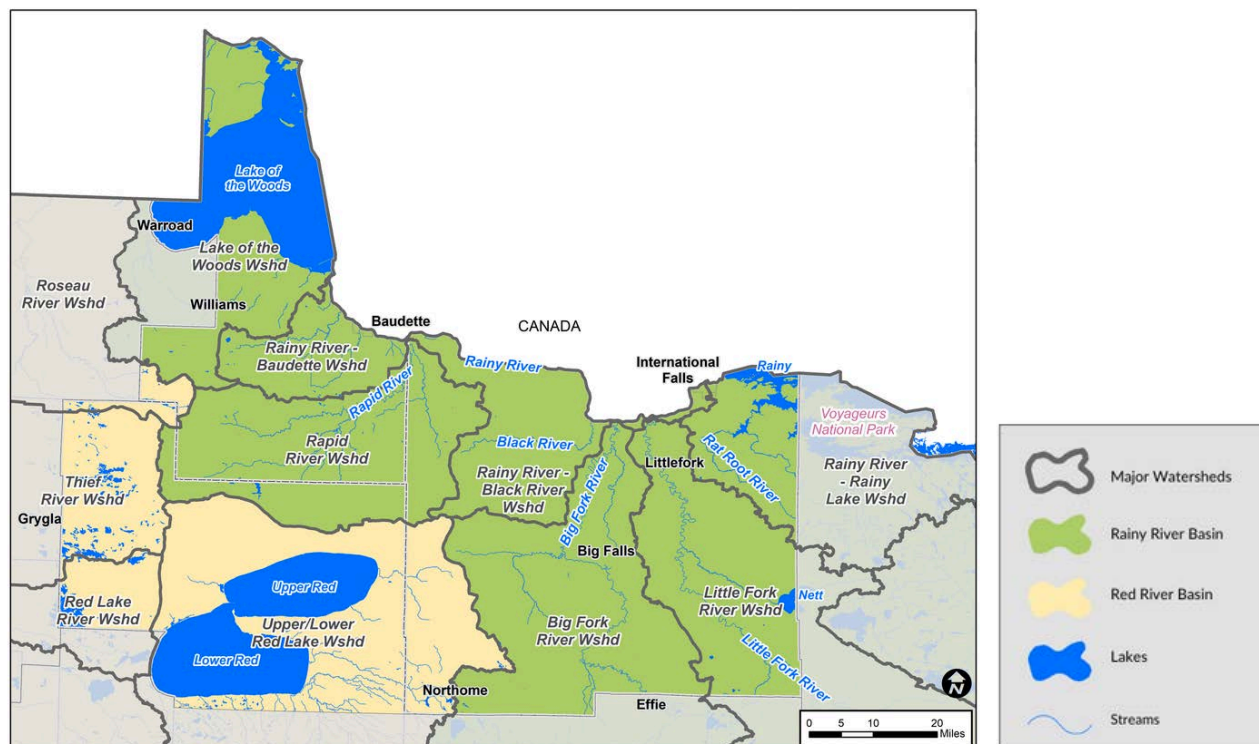 Lake of
the Woods
Warroad
Lake of the
Woods Wshd
Roseau
River Wshd
Williams
Baudette
CANADA
Rainy River -
Baudette Wshd
Rainy River
International
Falls
Rainy
Rapid River
Voyageurs
National Park
Rapid
River Wshd
Black River
Littlefork
Rat Root River
Rainy River -
Black River
Wshd
Rainy River
- Rainy
Lake Wshd
Thief
River Wshd
Grygla
Big Fork River
Big Falls
Upper Red
Red Lake
River Wshd
Upper/Lower
Red Lake Wshd
Lower Red
Big Fork
River Wshd
Little Fork
River Wshd
Nett
Little Fork River
Northome
Effie
N
0 5 10 20
Miles
Major Watersheds
Rainy River Basin
Red River Basin
Lakes
Streams